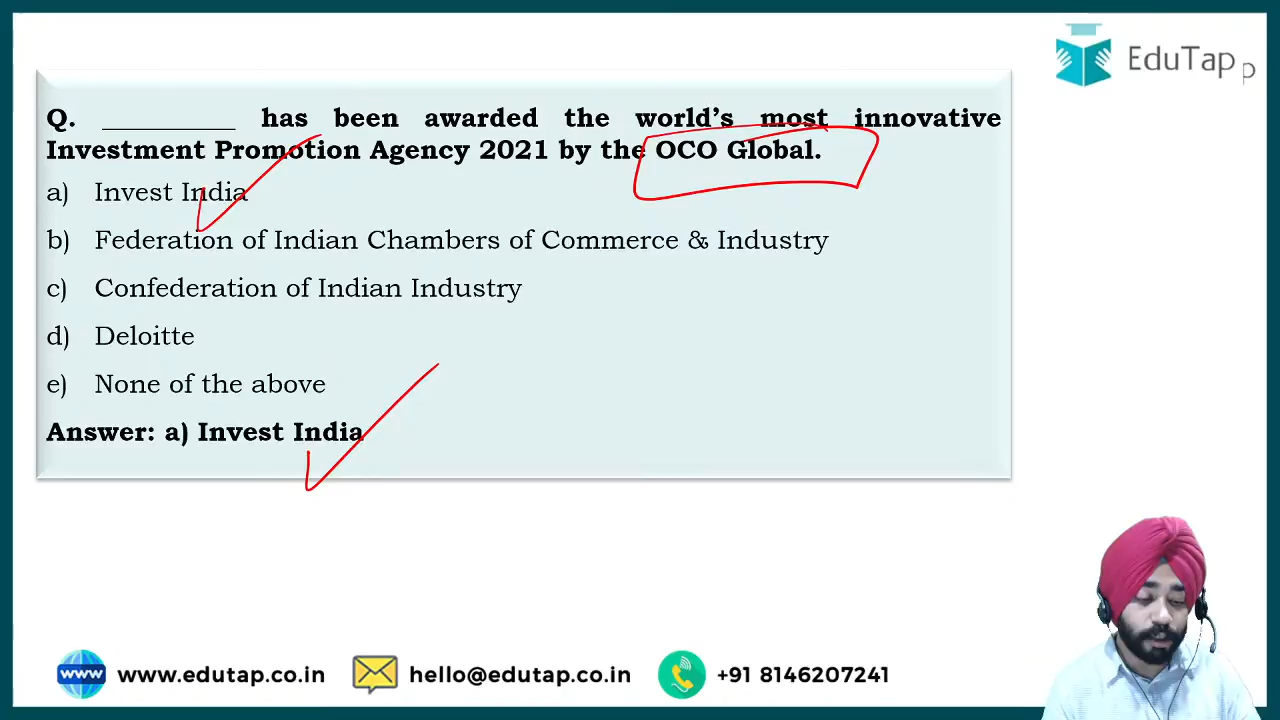 EduTap
p
Q. __________ has been awarded the world's most innovative
Investment Promotion Agency 2021 by the OCO Global.
a) Invest India
b) Federation of Indian Chambers of Commerce & Industry
c) Confederation of Indian Industry
d) Deloitte
e) None of the above
Answer: a) Invest India
www.edutap.co.in hello@edutap.co.in +91 8146207241